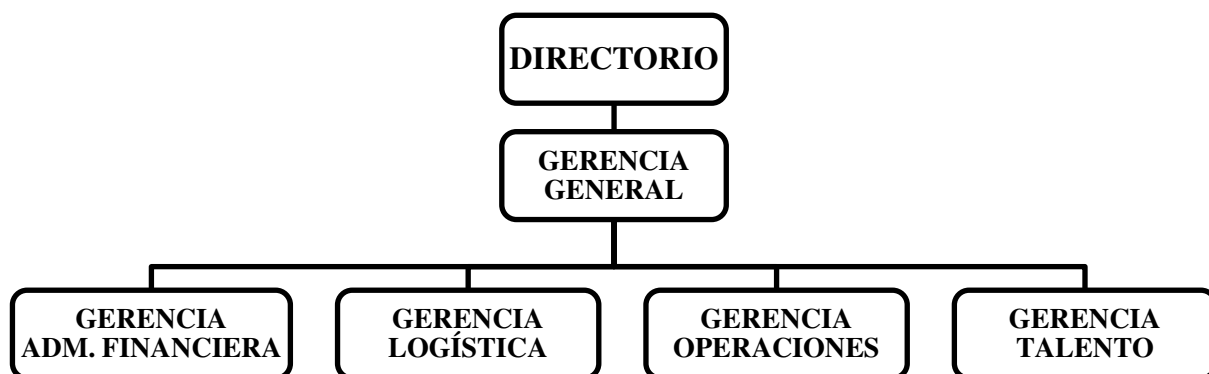 DIRECTORIO
GERENCIA
GENERAL
GERENCIA
ADM. FINANCIERA
GERENCIA
LOGÍSTICA
GERENCIA
OPERACIONES
GERENCIA
TALENTO